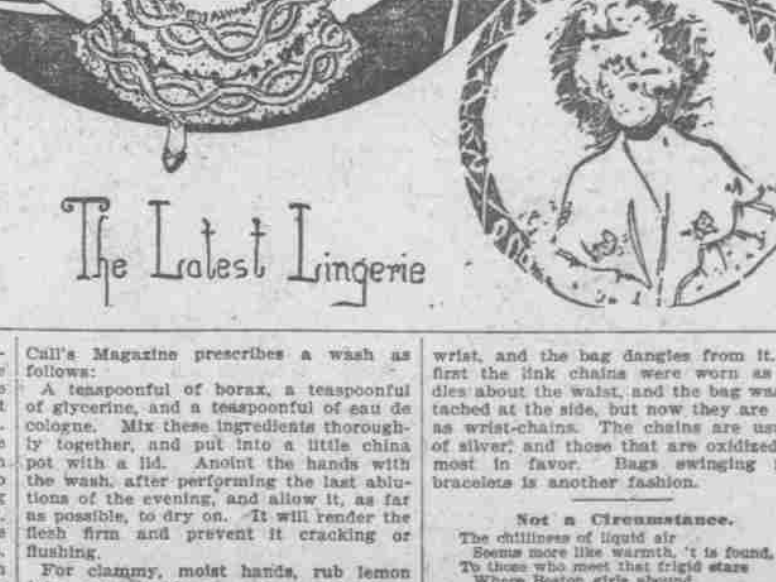 The Latest Lingerie
Call's Magazine prescribes a wash as
follows:
A teaspoonful of borax, a teaspoonful
of glycerine, and a teaspoonful of eau de
cologne. Mix these ingredients thorough-
ly together, and put into a little china
pot with a lid. Anoint the hands with
the wash, after performing the last ablu-
tions of the evening, and allow it, as far
as possible, to dry on. It will render the
flesh firm and prevent it cracking or
flushing.
For clammy, moist hands, rub lemon
wrist, and the bag dangles from it.
first the link chains were worn as
dles about the waist, and the bag wa
tached at the side, but now they are
as wrist-chains. The chains are us
of silver, and those that are oxidized
most in favor. Bags swinging
bracelets is another fashion.
Not a Circumstance.
The chilliness of liquid air
Seems more like warmth, 't is found,
To those who meet that frigid stare
Where Boston girls